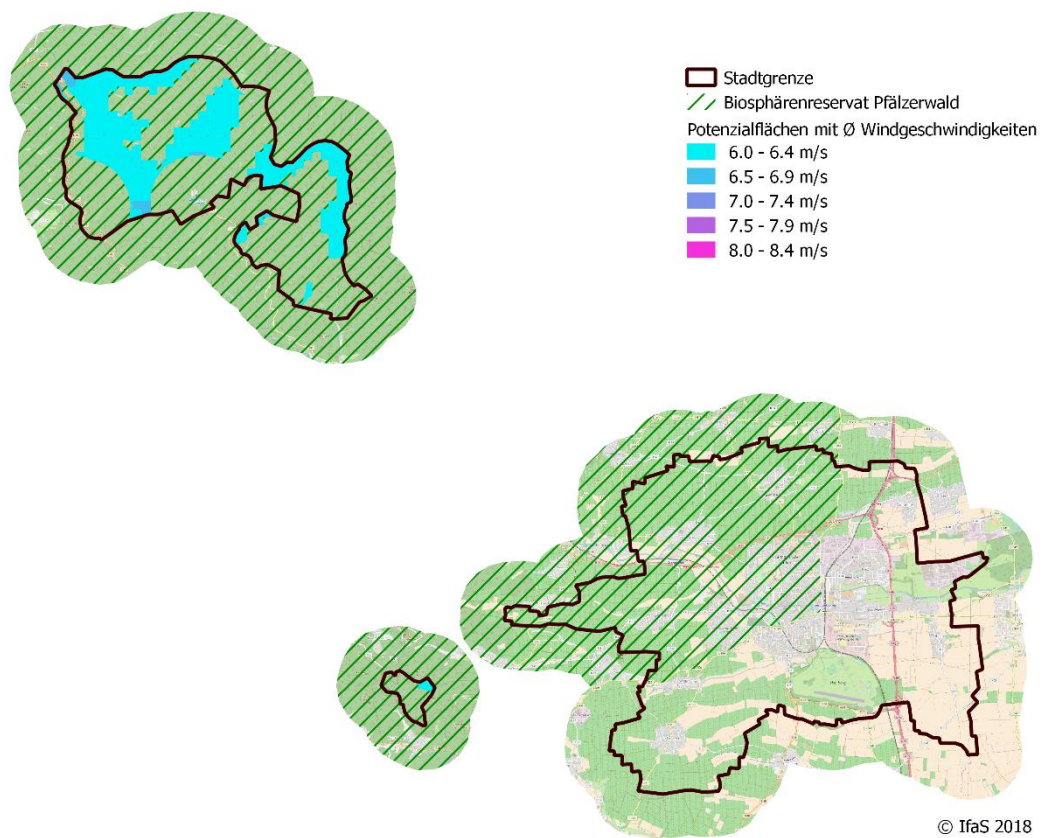 Stadtgrenze
Biosphärenreservat Pfälzerwald
Potenzialflächen mit Ø Windgeschwindigkeiten
6.0 - 6.4 m/s
6.5 - 6.9 m/s
7.0 - 7.4 m/s
7.5 - 7.9 m/s
8.0 - 8.4 m/s
© IfaS 2018